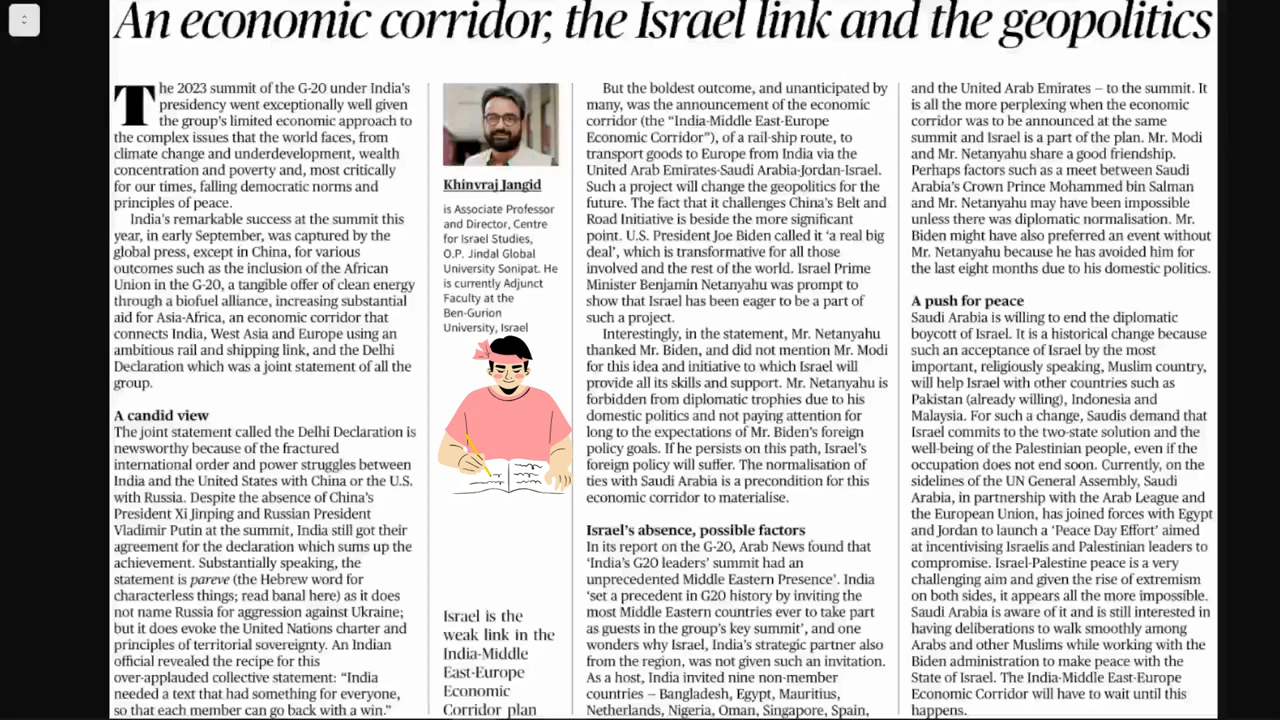 An economic corridor, the Israel link and the geopolitics
The 2023 summit of the G-20 under India's
presidency went exceptionally well given
the group's limited economic approach to
the complex issues that the world faces, from
climate change and underdevelopment, wealth
concentration and poverty and, most critically
for our times, falling democratic norms and
principles of peace.
India's remarkable success at the summit this
year, in early September, was captured by the
global press, except in China, for various
outcomes such as the inclusion of the African
Union in the G-20, a tangible offer of clean energy
through a biofuel alliance, increasing substantial
aid for Asia-Africa, an economic corridor that
connects India, West Asia and Europe using an
ambitious rail and shipping link, and the Delhi
Declaration which was a joint statement of all the
group.
A candid view
The joint statement called the Delhi Declaration is
newsworthy because of the fractured
international order and power struggles between
India and the United States with China or the U.S.
with Russia. Despite the absence of China's
President Xi Jinping and Russian President
Vladimir Putin at the summit, India still got their
agreement for the declaration which sums up the
achievement. Substantially speaking, the
statement is pareve (the Hebrew word for
characterless things; read banal here) as it does
not name Russia for aggression against Ukraine;
but it does evoke the United Nations charter and
principles of territorial sovereignty. An Indian
official revealed the recipe for this
over-applauded collective statement: “India
needed a text that had something for everyone,
so that each member can go back with a win.”
Khinvraj Jangid
is Associate Professor
and Director, Centre
for Israel Studies,
O.P. Jindal Global
University Sonipat. He
is currently Adjunct
Faculty at the
Ben-Gurion
University, Israel
Israel is the
weak link in the
India-Middle
East-Europe
Economic
Corridor plan
But the boldest outcome, and unanticipated by
many, was the announcement of the economic
corridor (the “India-Middle East-Europe
Economic Corridor”), of a rail-ship route, to
transport goods to Europe from India via the
United Arab Emirates-Saudi Arabia-Jordan-Israel.
Such a project will change the geopolitics for the
future. The fact that it challenges China's Belt and
Road Initiative is beside the more significant
point. U.S. President Joe Biden called it ‘a real big
deal’, which is transformative for all those
involved and the rest of the world. Israel Prime
Minister Benjamin Netanyahu was prompt to
show that Israel has been eager to be a part of
such a project.
Interestingly, in the statement, Mr. Netanyahu
thanked Mr. Biden, and did not mention Mr. Modi
for this idea and initiative to which Israel will
provide all its skills and support. Mr. Netanyahu is
forbidden from diplomatic trophies due to his
domestic politics and not paying attention for
long to the expectations of Mr. Biden's foreign
policy goals. If he persists on this path, Israel's
foreign policy will suffer. The normalisation of
ties with Saudi Arabia is a precondition for this
economic corridor to materialise.
Israel's absence, possible factors
In its report on the G-20, Arab News found that
‘India's G20 leaders’ summit had an
unprecedented Middle Eastern Presence’. India
‘set a precedent in G20 history by inviting the
most Middle Eastern countries ever to take part
as guests in the group's key summit’, and one
wonders why Israel, India's strategic partner also
from the region, was not given such an invitation.
As a host, India invited nine non-member
countries – Bangladesh, Egypt, Mauritius,
Netherlands, Nigeria, Oman, Singapore, Spain,
and the United Arab Emirates – to the summit. It
is all the more perplexing when the economic
corridor was to be announced at the same
summit and Israel is a part of the plan. Mr. Modi
and Mr. Netanyahu share a good friendship.
Perhaps factors such as a meet between Saudi
Arabia's Crown Prince Mohammed bin Salman
and Mr. Netanyahu may have been impossible
unless there was diplomatic normalisation. Mr.
Biden might have also preferred an event without
Mr. Netanyahu because he has avoided him for
the last eight months due to his domestic politics.
A push for peace
Saudi Arabia is willing to end the diplomatic
boycott of Israel. It is a historical change because
such an acceptance of Israel by the most
important, religiously speaking, Muslim country,
will help Israel with other countries such as
Pakistan (already willing), Indonesia and
Malaysia. For such a change, Saudis demand that
Israel commits to the two-state solution and the
well-being of the Palestinian people, even if the
occupation does not end soon. Currently, on the
sidelines of the UN General Assembly, Saudi
Arabia, in partnership with the Arab League and
the European Union, has joined forces with Egypt
and Jordan to launch a ‘Peace Day Effort’ aimed
at incentivising Israelis and Palestinian leaders to
compromise. Israel-Palestine peace is a very
challenging aim and given the rise of extremism
on both sides, it appears all the more impossible.
Saudi Arabia is aware of it and is still interested in
having deliberations to walk smoothly among
Arabs and other Muslims while working with the
Biden administration to make peace with the
State of Israel. The India-Middle East-Europe
Economic Corridor will have to wait until this
happens.